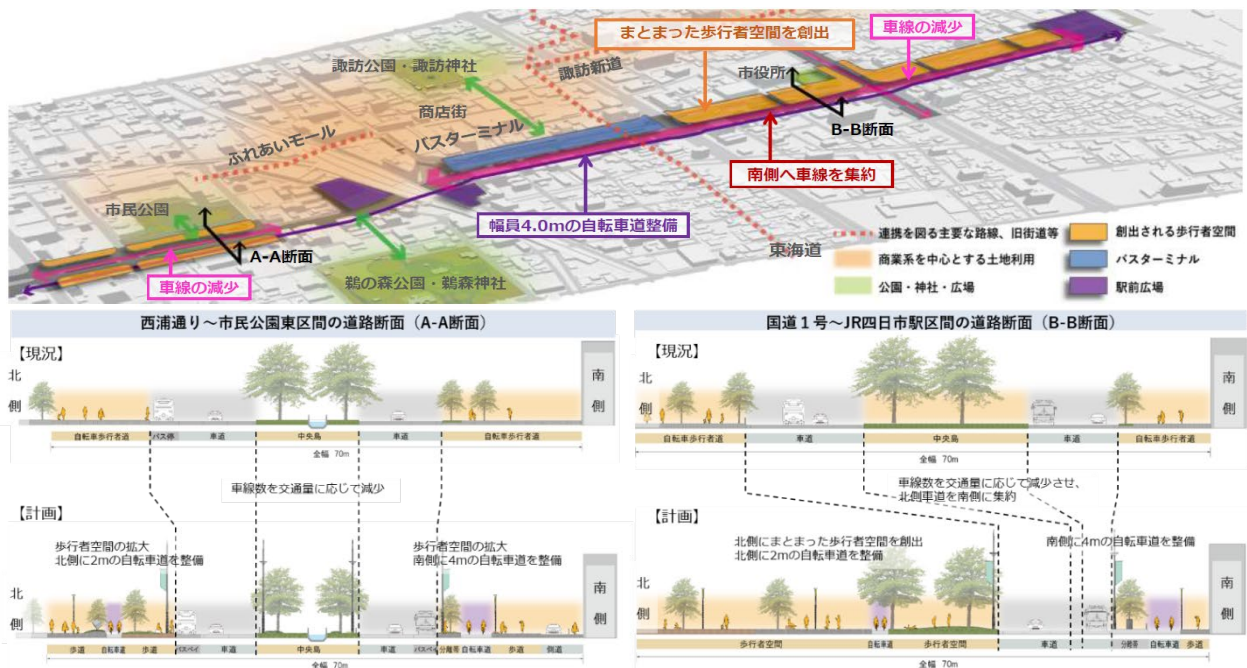 まとまった歩行者空間を創出
車線の減少
諏訪公園・諏訪神社
諏訪新道
市役所
商店街
バスターミナル
ふれあいモール
B-B断面
南側へ車線を集約
市民公園
幅員4.0mの自転車道整備
A-A断面
車線の減少
鵜の森公園・鵜森神社
東海道
連携を図る主要な路線、旧街道等
創出される歩行者空間
商業系を中心とする土地利用
バスターミナル
公園・神社・広場
駅前広場
西浦通り～市民公園東区間の道路断面（A-A断面）
【現況】
北側
南側
自転車歩行者道 バス停 車道 中央島 車道 自転車歩行者道
全幅 70m
車線数を交通量に応じて減少
【計画】
歩行者空間の拡大
北側に2mの自転車道を整備
歩行者空間の拡大
南側に4mの自転車道を整備
北側
南側
歩道 自転車道 歩道 バスベイ 車道 中央島 車道 バスベイ 分離帯 自転車道 歩道 側道
全幅 70m
国道１号～JR四日市駅区間の道路断面（B-B断面）
【現況】
北側
南側
自転車歩行者道 車道 中央島 車道 自転車歩行者道
全幅 70m
車線数を交通量に応じて減少させ、
北側車道を南側に集約
【計画】
北側にまとまった歩行者空間を創出
北側に2mの自転車道を整備
南側に4mの自転車道を整備
北側
南側
歩行者空間 自転車道 歩行者空間 車道 分離帯 自転車道 歩道
全幅 70m